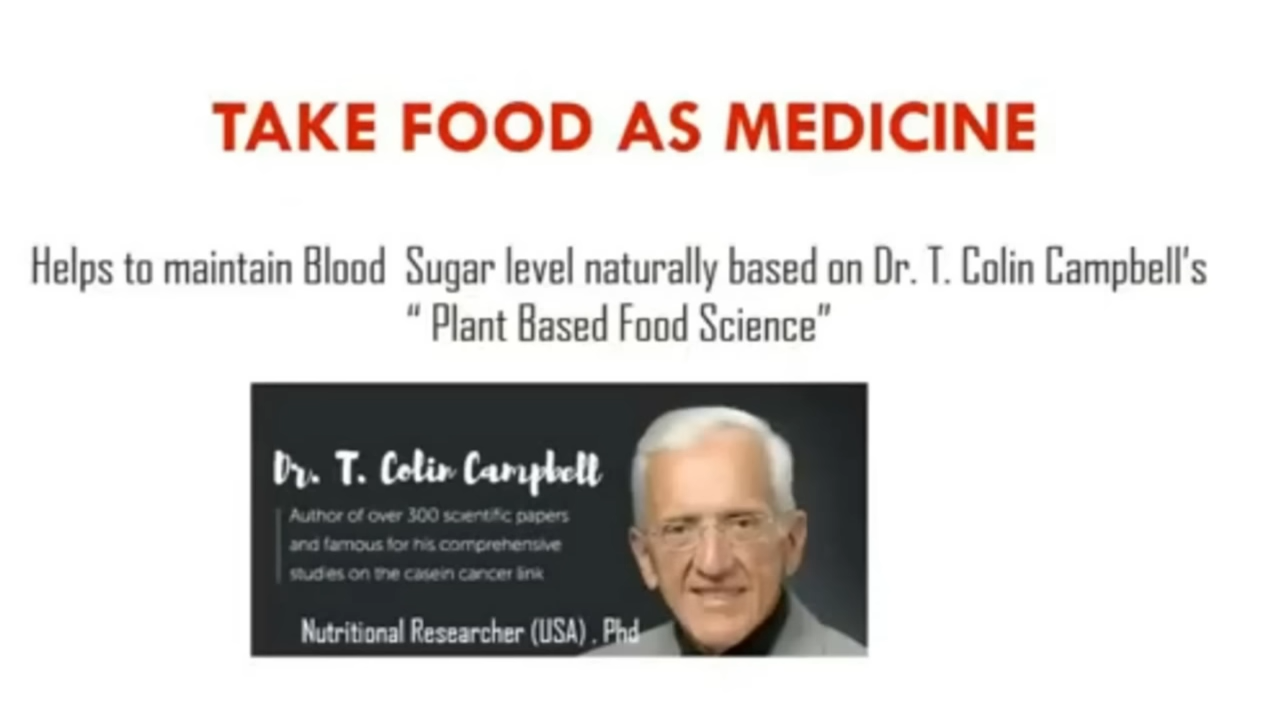 TAKE FOOD AS MEDICINE
Helps to maintain Blood Sugar level naturally based on Dr. T. Colin Campbell's
“ Plant Based Food Science”
Dr. T. Colin Campbell
Author of over 300 scientific papers
and famous for his comprehensive
studies on the casein cancer link
Nutritional Researcher (USA) . Phd